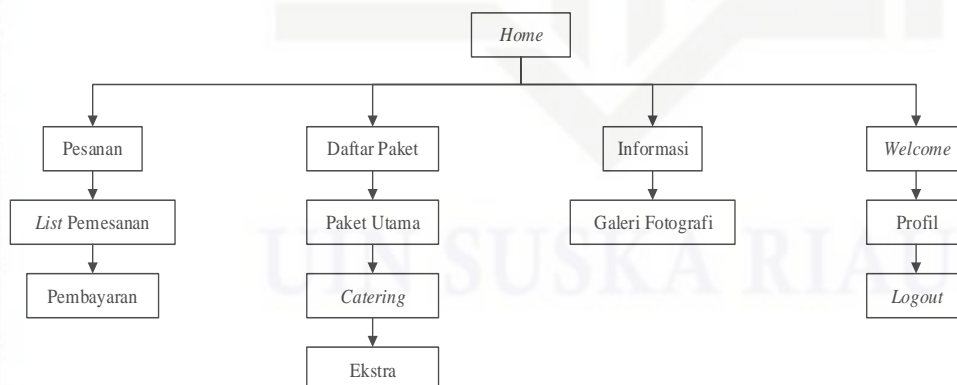 Home
Pesanan
Daftar Paket
Informasi
Welcome
List Pemesanan
Paket Utama
Galeri Fotografi
Profil
Pembayaran
Catering
Logout
Ekstra
UIN SUSKA RIAU